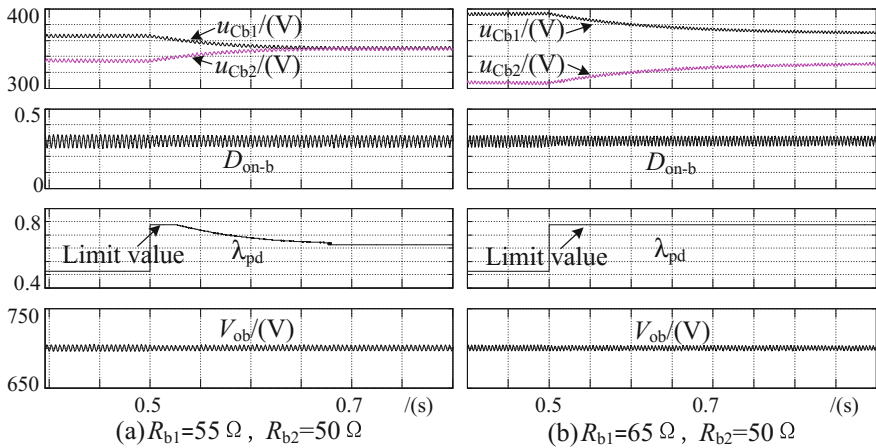 400
u_Cb1/(V)
u_Cb2/(V)
300
u_Cb1/(V)
u_Cb2/(V)
0.5
D_on-b
0
D_on-b
0.8
Limit value
λ_pd
0.4
Limit value
λ_pd
750
V_ob/(V)
650
V_ob/(V)
0.5 0.7 /(s)
0.5 0.7 /(s)
(a) R_b1=55 Ω , R_b2=50 Ω
(b) R_b1=65 Ω , R_b2=50 Ω